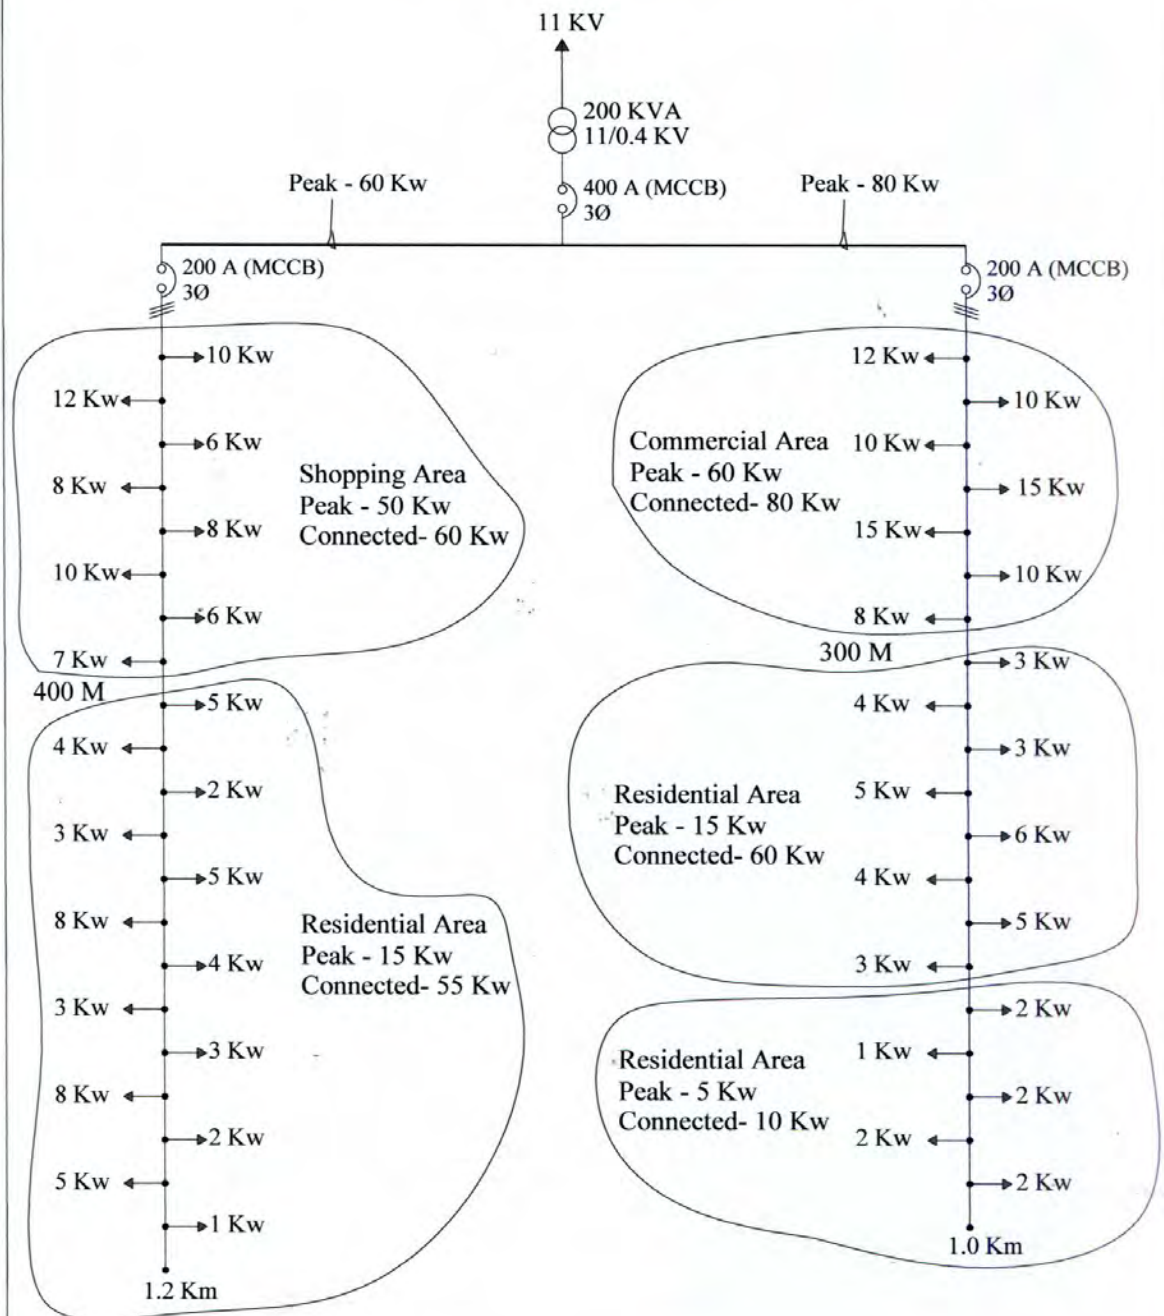 11 KV
200 KVA
11/0.4 KV
Peak - 60 Kw
400 A (MCCB)
3Ø
Peak - 80 Kw
200 A (MCCB)
3Ø
200 A (MCCB)
3Ø
10 Kw
12 Kw
6 Kw
8 Kw
8 Kw
10 Kw
6 Kw
7 Kw
Shopping Area
Peak - 50 Kw
Connected- 60 Kw
400 M
5 Kw
4 Kw
2 Kw
3 Kw
5 Kw
8 Kw
4 Kw
3 Kw
3 Kw
8 Kw
2 Kw
5 Kw
1 Kw
Residential Area
Peak - 15 Kw
Connected- 55 Kw
1.2 Km
12 Kw
10 Kw
10 Kw
15 Kw
15 Kw
10 Kw
8 Kw
Commercial Area
Peak - 60 Kw
Connected- 80 Kw
300 M
3 Kw
4 Kw
3 Kw
5 Kw
6 Kw
4 Kw
5 Kw
3 Kw
Residential Area
Peak - 15 Kw
Connected- 60 Kw
2 Kw
1 Kw
2 Kw
2 Kw
2 Kw
Residential Area
Peak - 5 Kw
Connected- 10 Kw
1.0 Km